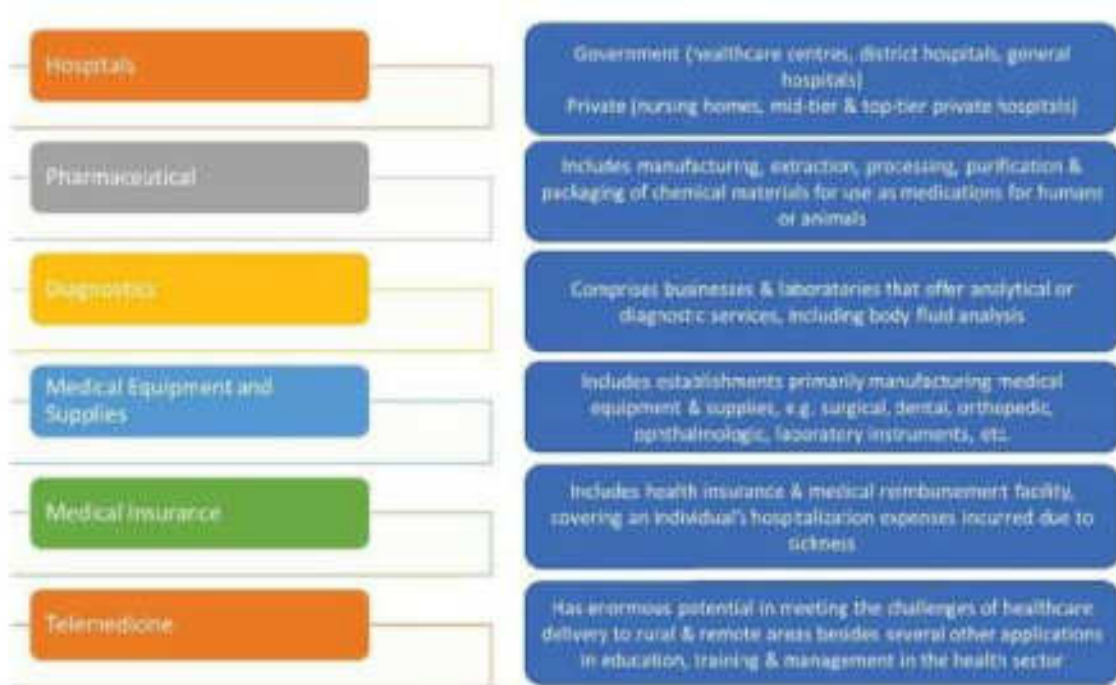 Hospitals
Government (healthcare centres, district hospitals, general
hospitals)
Private (nursing homes, mid-tier & top-tier private hospitals)
Pharmaceutical
Includes manufacturing, extraction, processing, purification &
packaging of chemical materials for use as medications for humans
or animals
Diagnostics
Comprises businesses & laboratories that offer analytical or
diagnostic services, including body fluid analysis
Medical Equipment and
Supplies
Includes establishments primarily manufacturing medical
equipment & supplies, e.g. surgical, dental, orthopedic,
ophthalmologic, laboratory instruments, etc.
Medical Insurance
Includes health insurance & medical reimbursement facility,
covering an individual's hospitalization expenses incurred due to
sickness
Telemedicine
Has enormous potential in meeting the challenges of healthcare
delivery to rural & remote areas besides several other applications
in education, training & management in the health sector